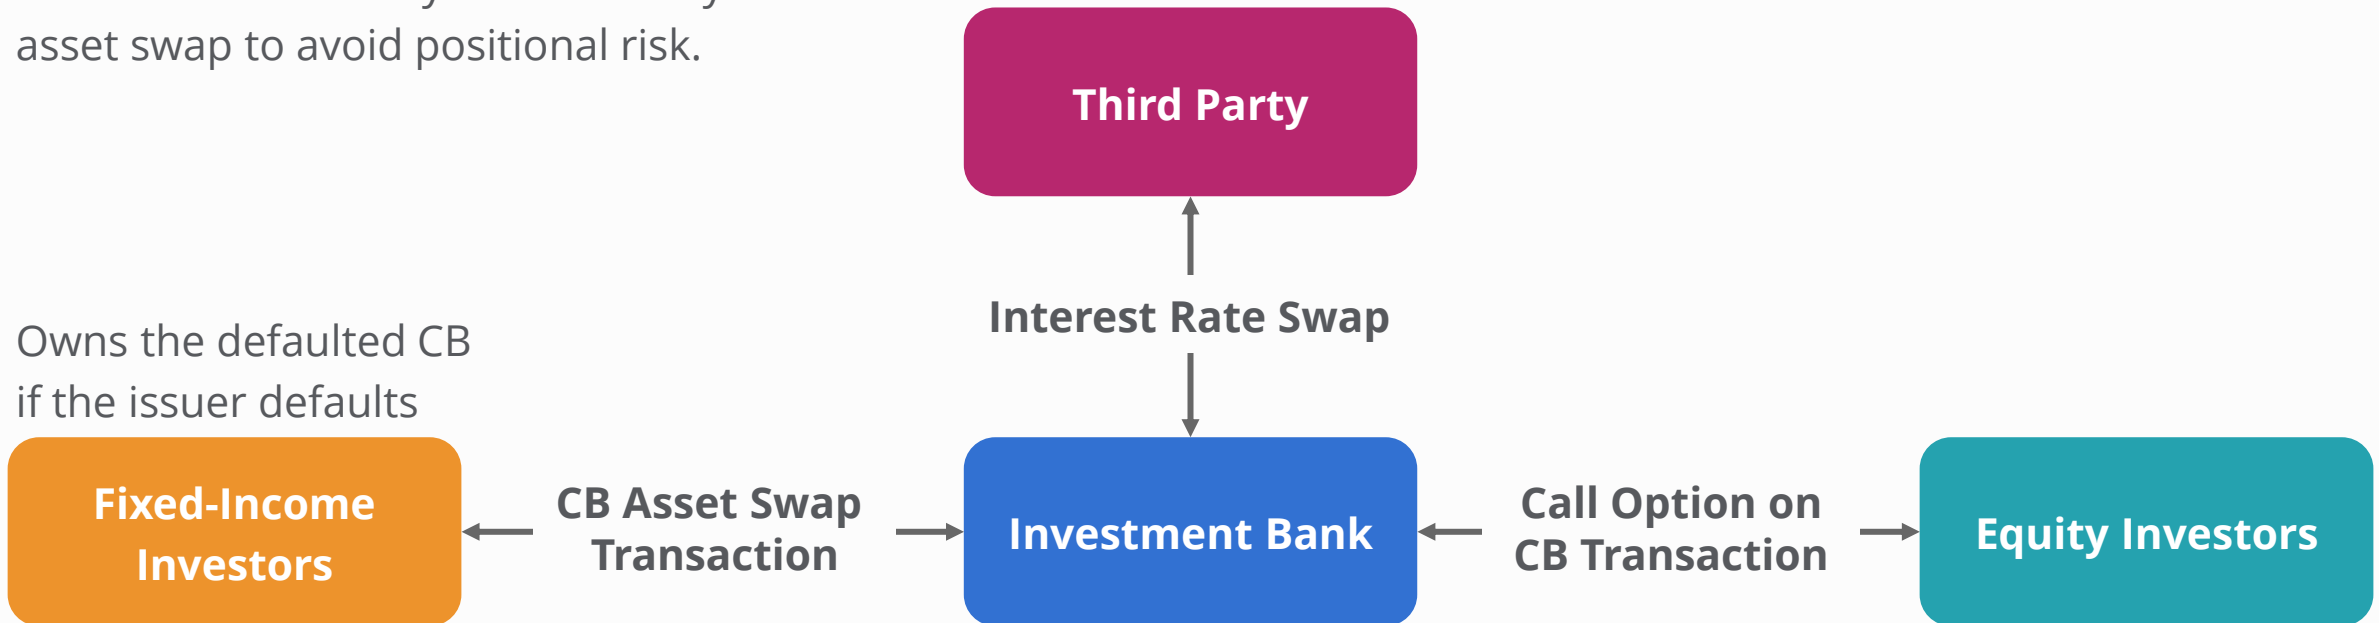 asset swap to avoid positional risk.
Third Party
Interest Rate Swap
Owns the defaulted CB
if the issuer defaults
Fixed-Income
Investors
CB Asset Swap
Transaction
Investment Bank
Call Option on
CB Transaction
Equity Investors